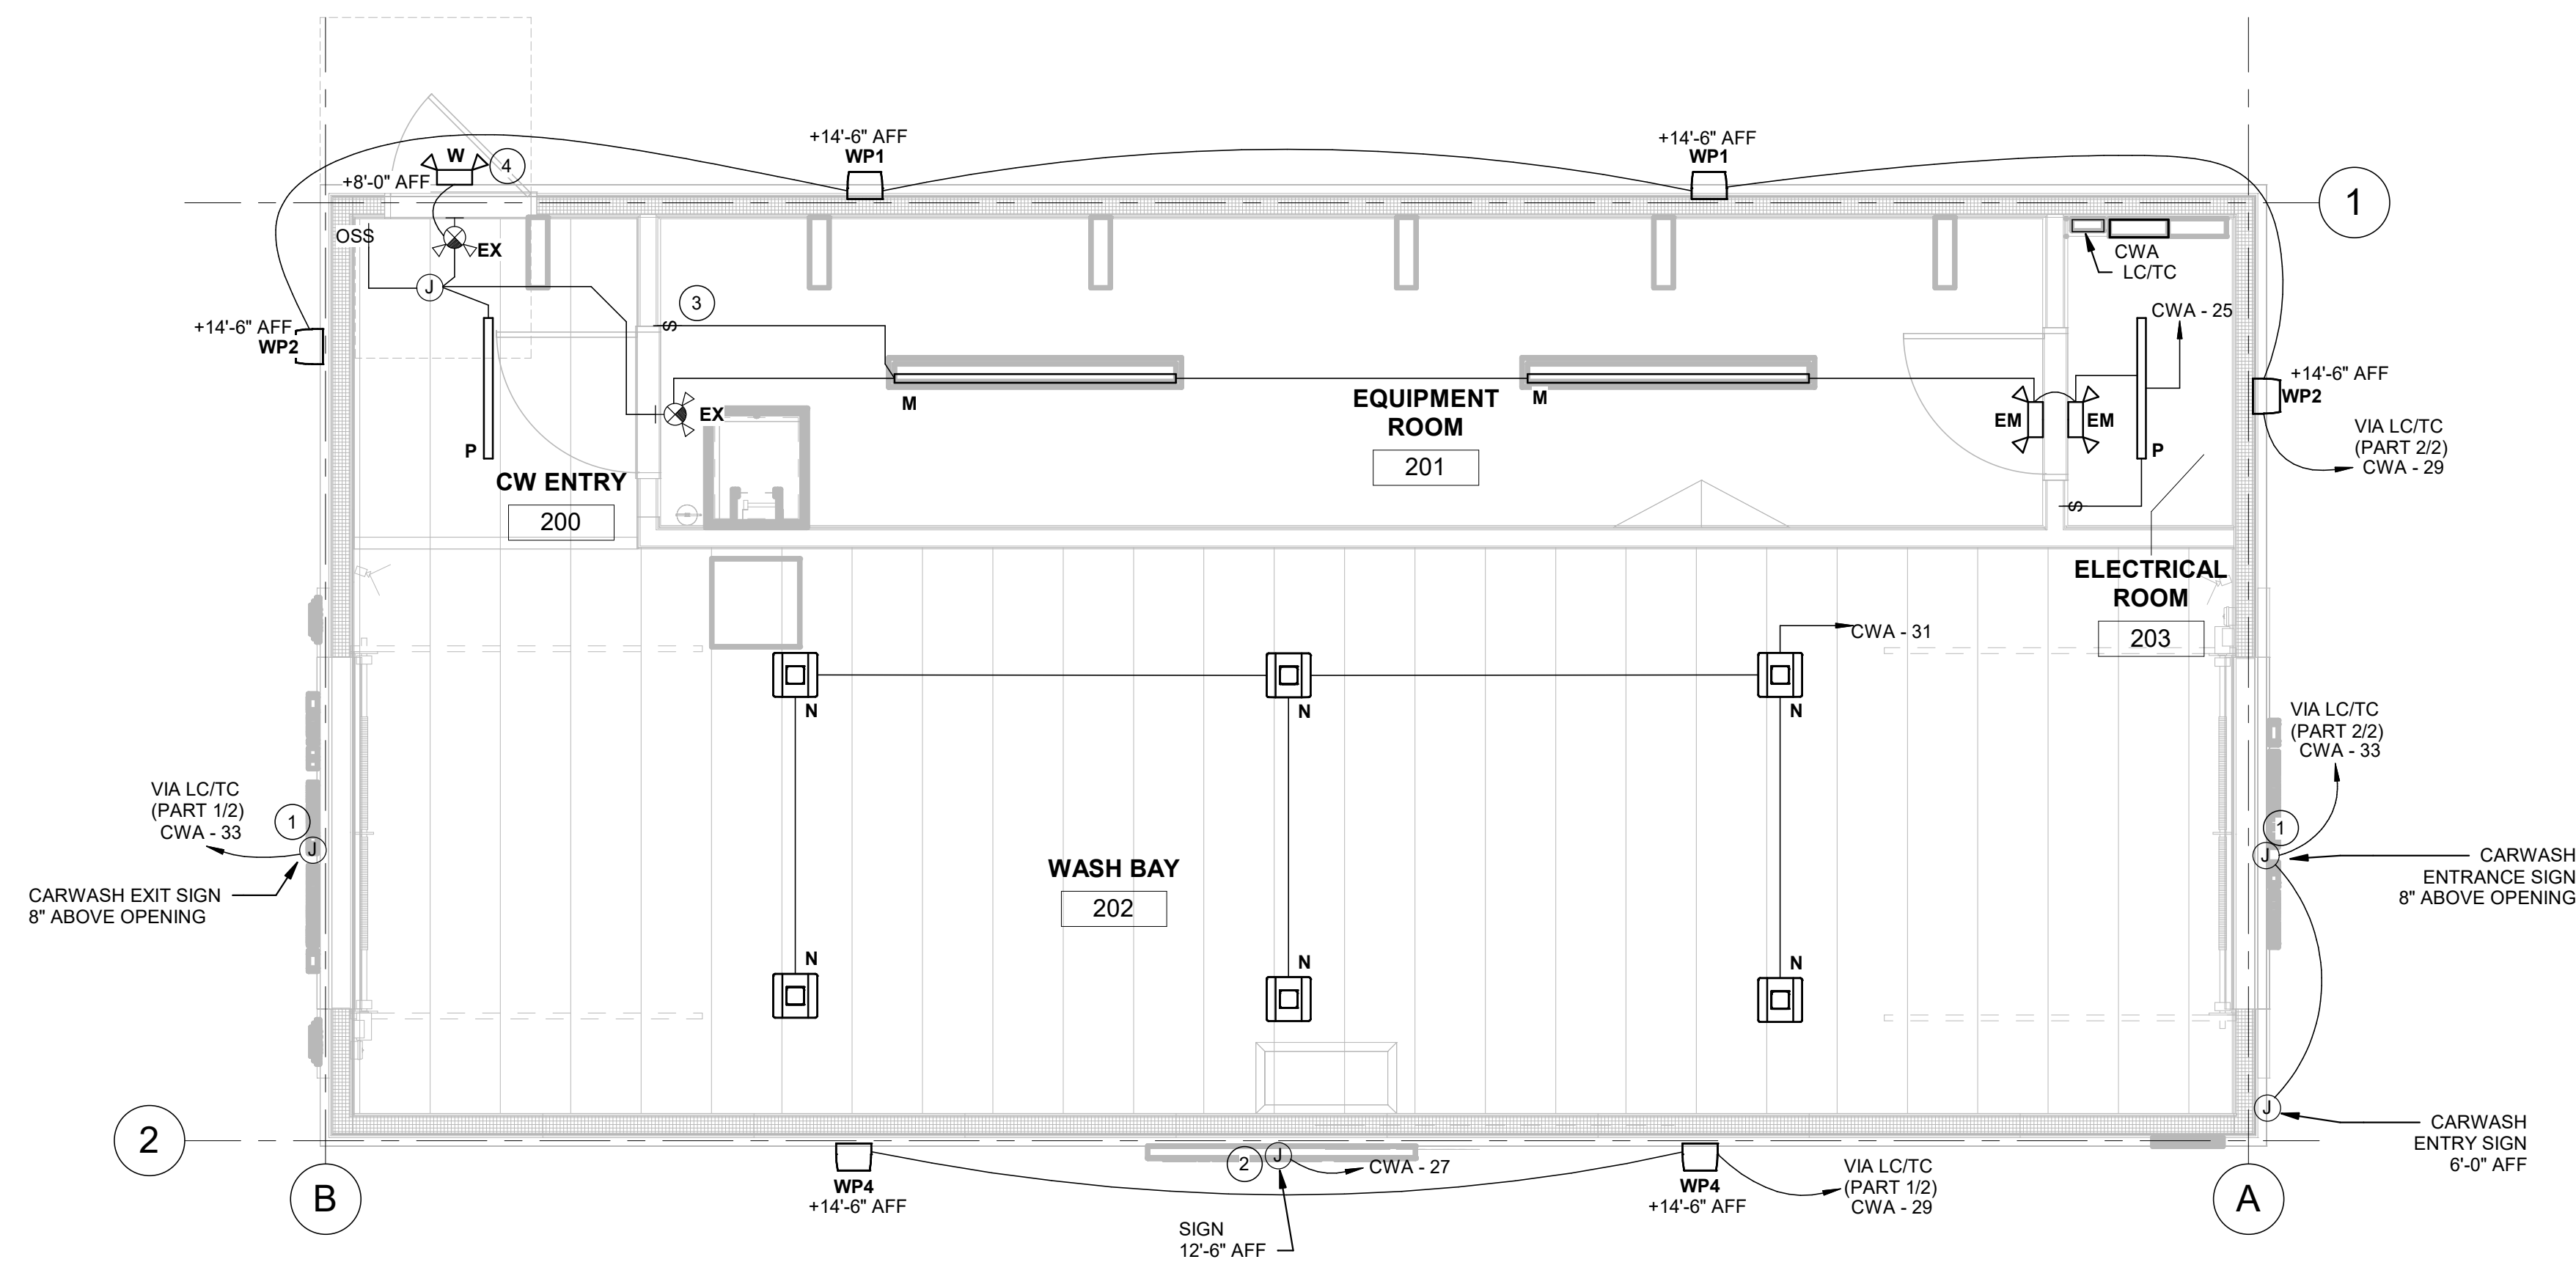 +14'-6" AFF
WP1
+14'-6" AFF
WP1
W
4
+8'-0" AFF
1
OSS
EX
J
CWA
LC/TC
3
S
CWA - 25
+14'-6" AFF
WP2
+14'-6" AFF
WP2
M
M
EX
EQUIPMENT
ROOM
201
EM
EM
P
P
VIA LC/TC
(PART 2/2)
CWA - 29
CW ENTRY
200
S
ELECTRICAL
ROOM
203
CWA - 31
N
N
N
VIA LC/TC
(PART 2/2)
CWA - 33
VIA LC/TC
(PART 1/2)
CWA - 33
1
J
1
J
CARWASH EXIT SIGN
8" ABOVE OPENING
CARWASH
ENTRANCE SIGN
8" ABOVE OPENING
WASH BAY
202
N
N
N
J
CARWASH
ENTRY SIGN
6'-0" AFF
2
B
WP4
+14'-6" AFF
2
J
CWA - 27
SIGN
12'-6" AFF
WP4
+14'-6" AFF
VIA LC/TC
(PART 1/2)
CWA - 29
A